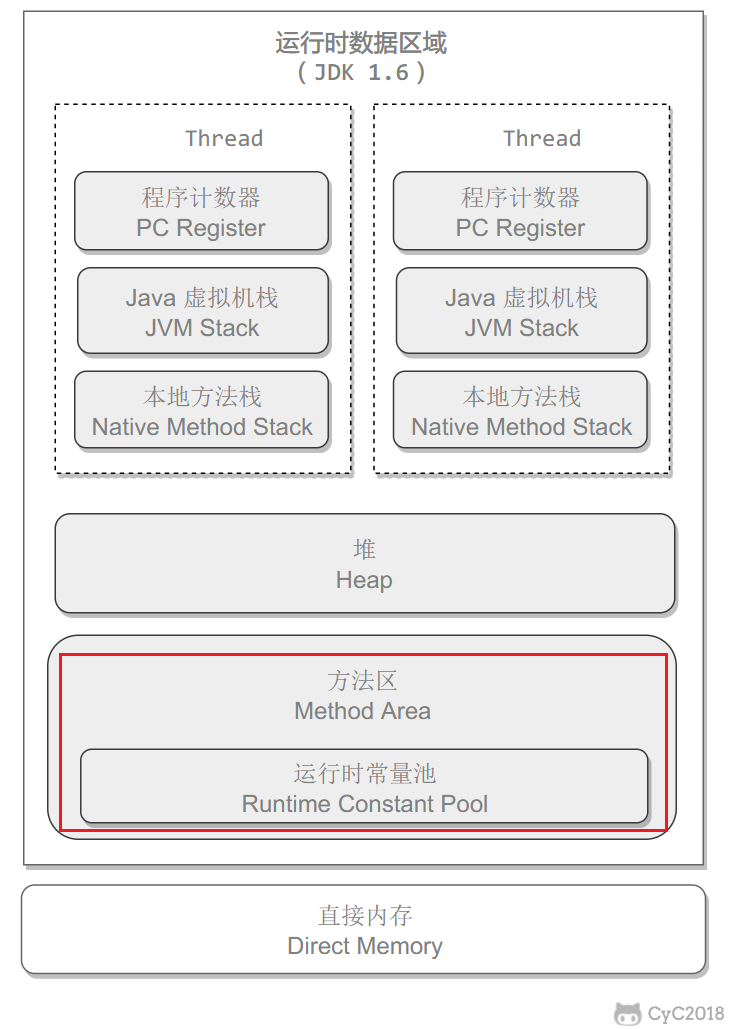 运行时数据区域
( JDK 1.6 )
Thread
程序计数器
PC Register
Java 虚拟机栈
JVM Stack
本地方法栈
Native Method Stack
Thread
程序计数器
PC Register
Java 虚拟机栈
JVM Stack
本地方法栈
Native Method Stack
堆
Heap
方法区
Method Area
运行时常量池
Runtime Constant Pool
直接内存
Direct Memory
CyC2018